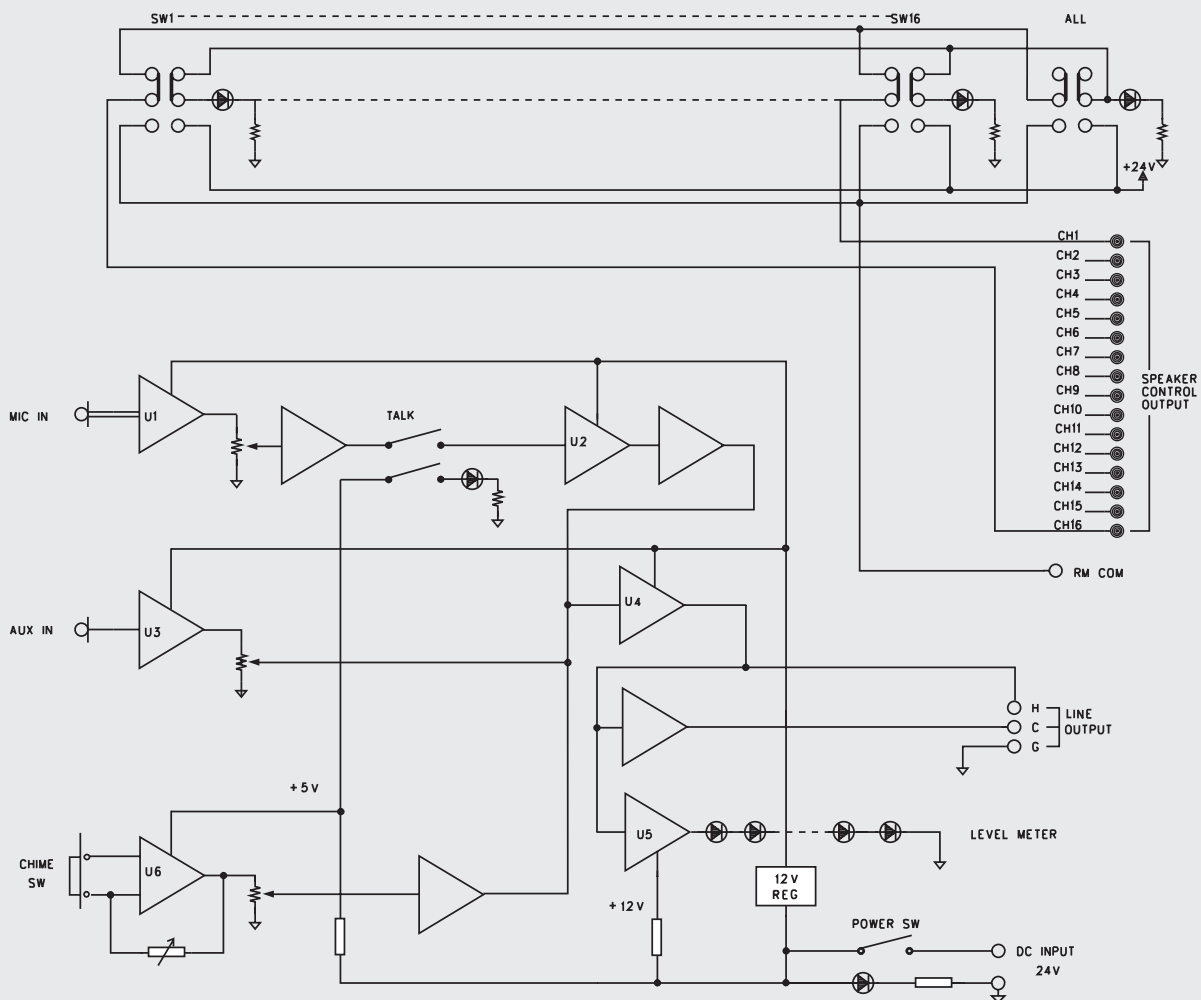 SW1
SW16
ALL
+24V
CH1
CH2
CH3
CH4
CH5
CH6
CH7
CH8
CH9
CH10
CH11
CH12
CH13
CH14
CH15
CH16
SPEAKER
CONTROL
OUTPUT
RM COM
MIC IN
U1
TALK
U2
AUX IN
U3
U4
H
C
G
LINE
OUTPUT
+5V
CHIME
SW
U6
U5
LEVEL METER
+12V
12V
REG
POWER SW
DC INPUT
24V